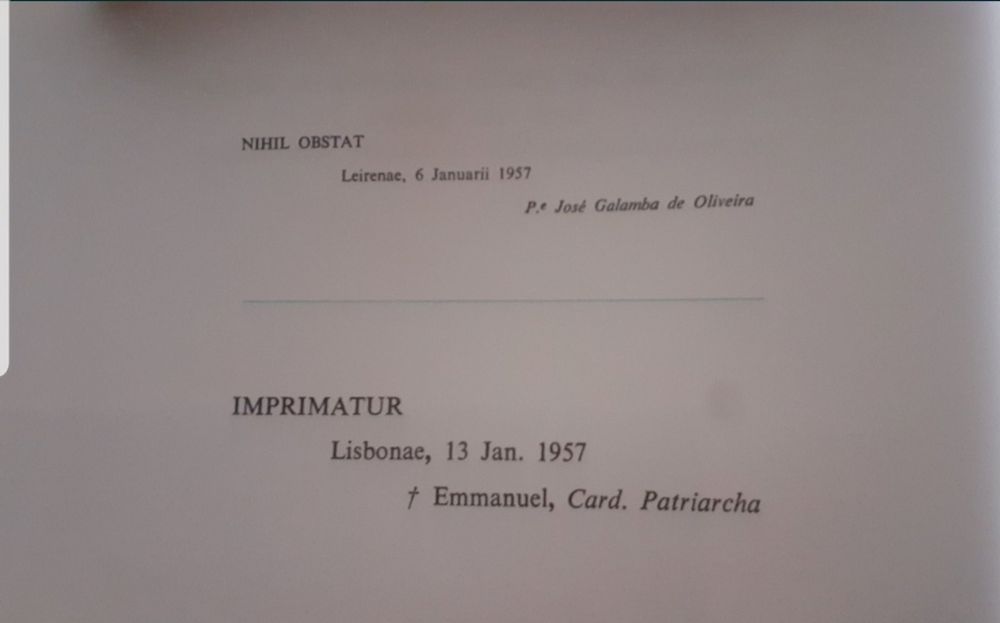 NIHIL OBSTAT
Leirenae, 6 Januarii 1957
P.e José Galamba de Oliveira
IMPRIMATUR
Lisbonae, 13 Jan. 1957
† Emmanuel, Card. Patriarcha